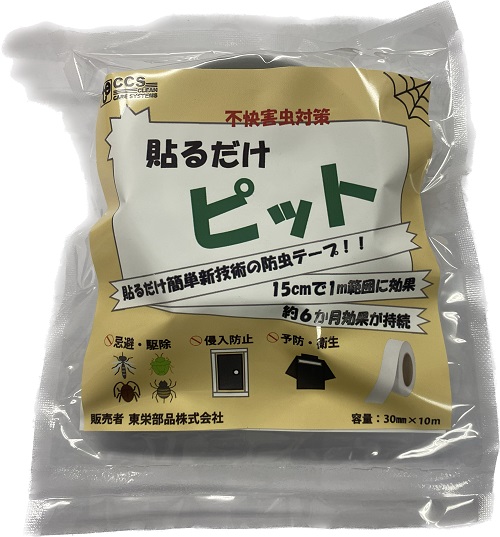 CCS
CLEAN
CARE SYSTEMS
不快害虫対策
貼るだけ
ピット
貼るだけ簡単新技術の防虫テープ!!
15cmで1m範囲に効果
約6か月効果が持続
忌避・駆除
侵入防止
予防・衛生
販売者 東栄部品株式会社
容量:30mm×10m